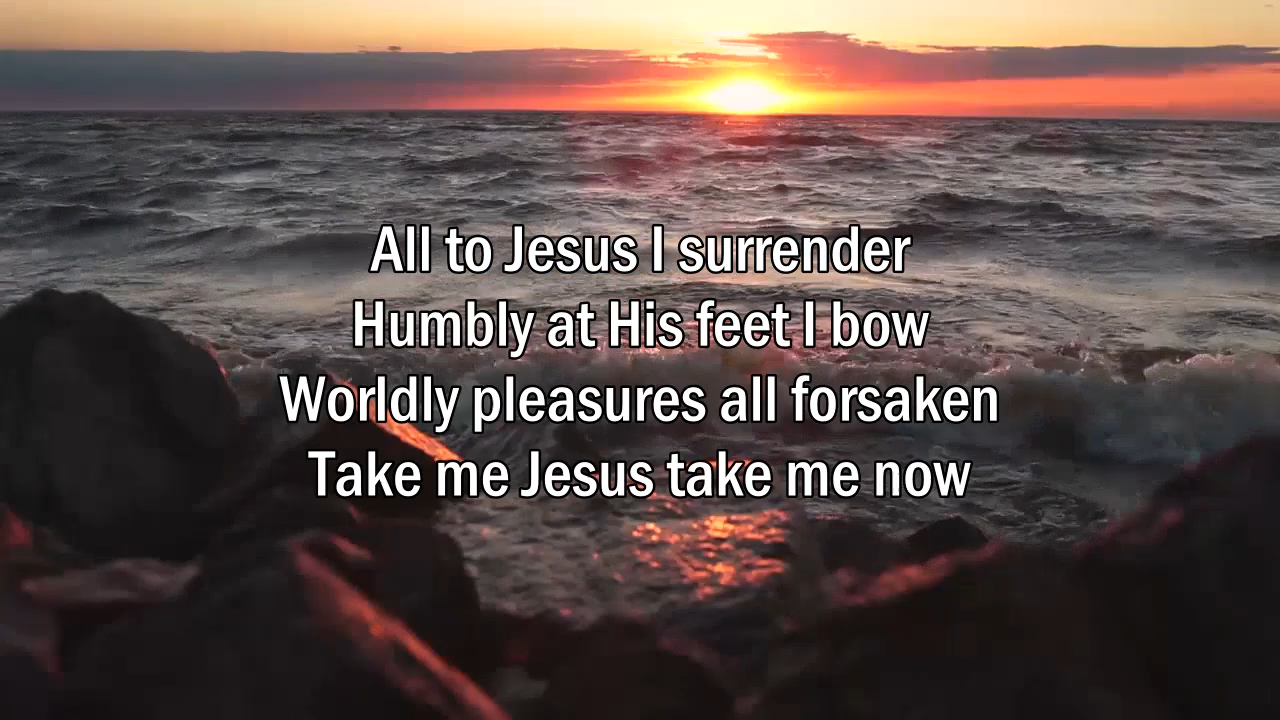 All to Jesus I surrender
Humbly at His feet I bow
Worldly pleasures all forsaken
Take me Jesus take me now